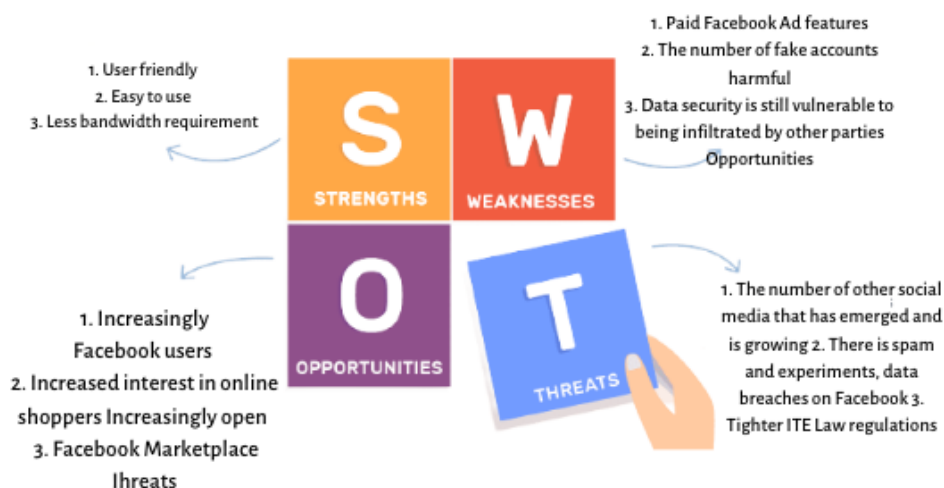 1. User friendly
2. Easy to use
3. Less bandwidth requirement
S
STRENGTHS
W
WEAKNESSES
1. Paid Facebook Ad features
2. The number of fake accounts
harmful
3. Data security is still vulnerable to
being infiltrated by other parties
Opportunities
O
OPPORTUNITIES
T
THREATS
1. Increasingly
Facebook users
2. Increased interest in online
shoppers Increasingly open
3. Facebook Marketplace
Ihreats
1. The number of other social
media that has emerged and
is growing 2. There is spam
and experiments, data
breaches on Facebook 3.
Tighter ITE Law regulations